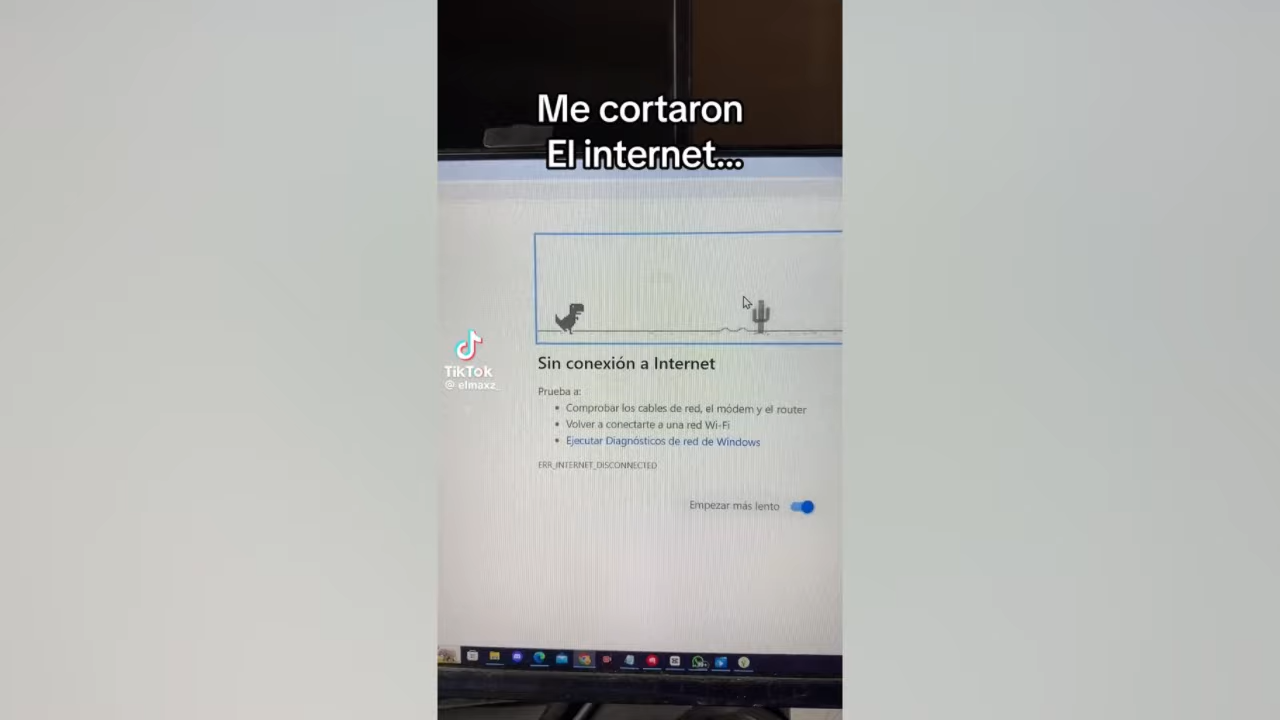 Me cortaron
El internet...
TikTok
@elmaxz_
Sin conexión a Internet
Prueba a:
• Comprobar los cables de red, el módem y el router
• Volver a conectarte a una red Wi-Fi
• Ejecutar Diagnósticos de red de Windows
ERR_INTERNET_DISCONNECTED
Empezar más lento